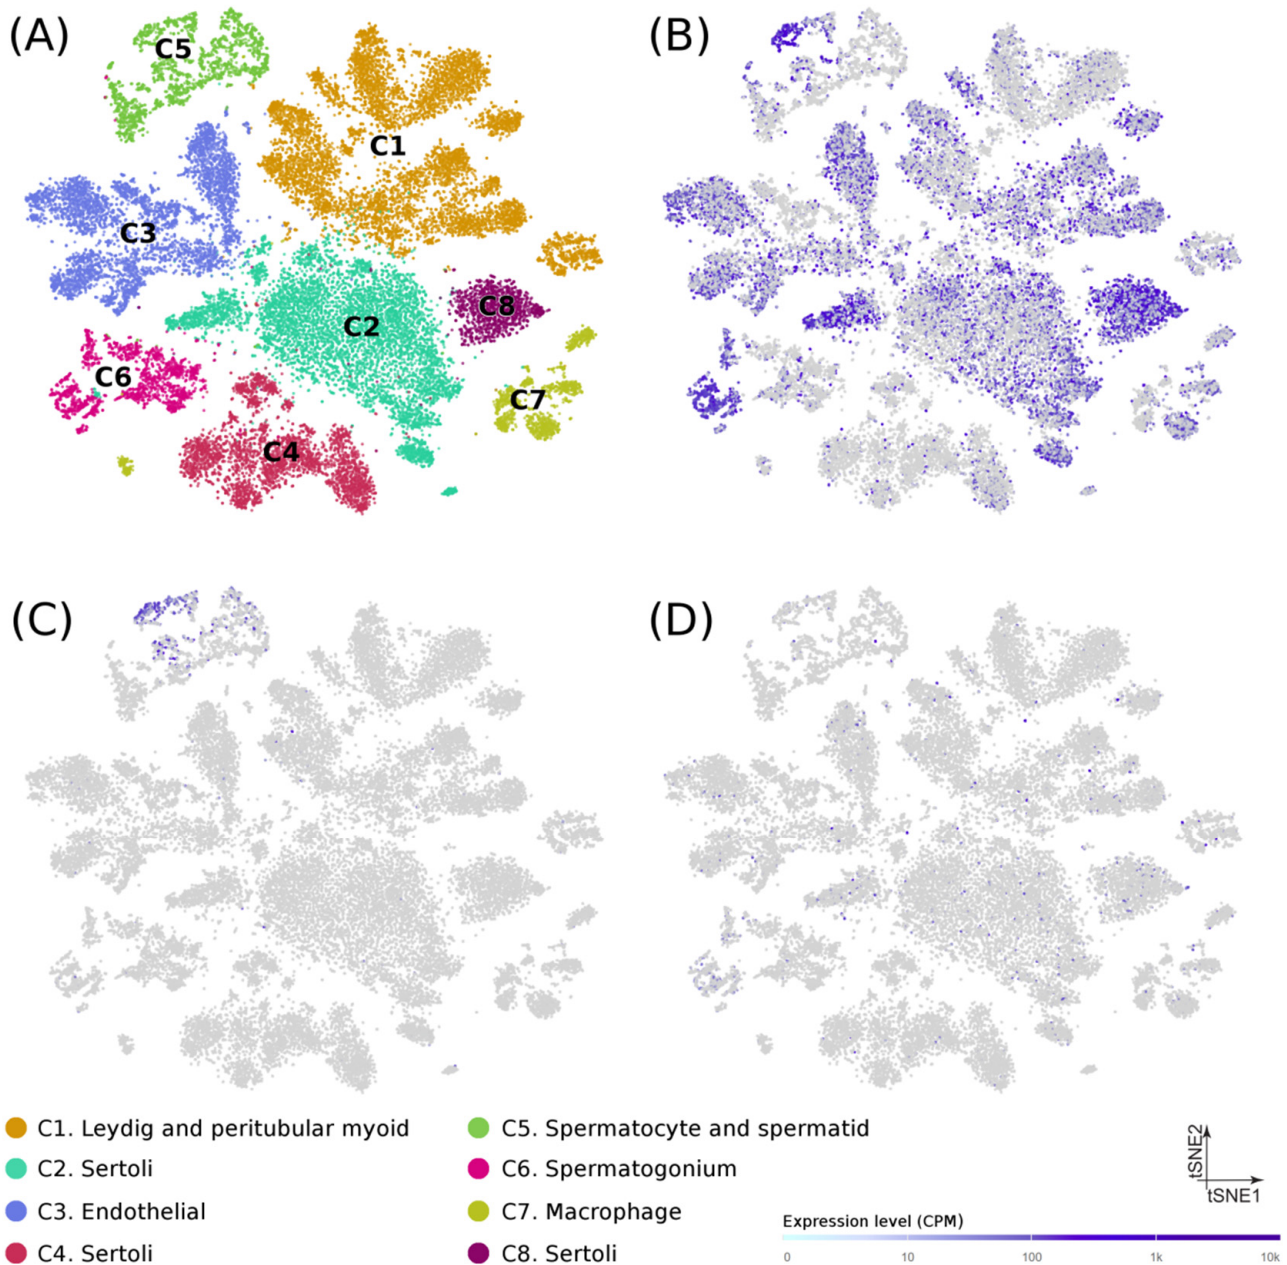 (A)
(B)
C5
C1
C3
C8
C2
C6
C7
C4
(C)
(D)
C1. Leydig and peritubular myoid
C2. Sertoli
C3. Endothelial
C4. Sertoli
C5. Spermatocyte and spermatid
C6. Spermatogonium
C7. Macrophage
C8. Sertoli
tSNE2
tSNE1
Expression level (CPM)
0 10 100 1k 10k